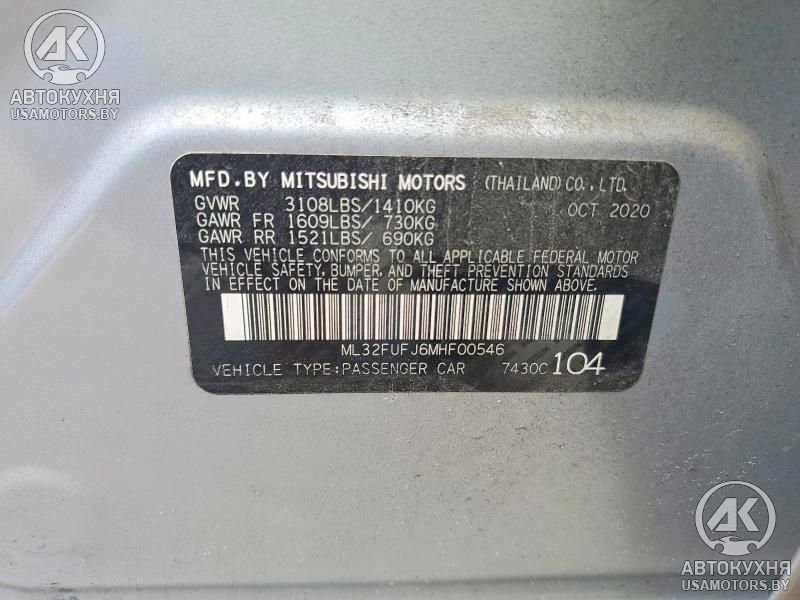 AK
АВТОКУХНЯ
USAMOTORS.BY
MFD.BY MITSUBISHI MOTORS (THAILAND) CO.,LTD.
GVWR 3108LBS/1410KG OCT 2020
GAWR FR 1609LBS/ 730KG
GAWR RR 1521LBS/ 690KG
THIS VEHICLE CONFORMS TO ALL APPLICABLE FEDERAL MOTOR
VEHICLE SAFETY, BUMPER, AND THEFT PREVENTION STANDARDS
IN EFFECT ON THE DATE OF MANUFACTURE SHOWN ABOVE.
ML32FUFJ6MHF00546
VEHICLE TYPE:PASSENGER CAR 7430C 104
AK
АВТОКУХНЯ
USAMOTORS.BY